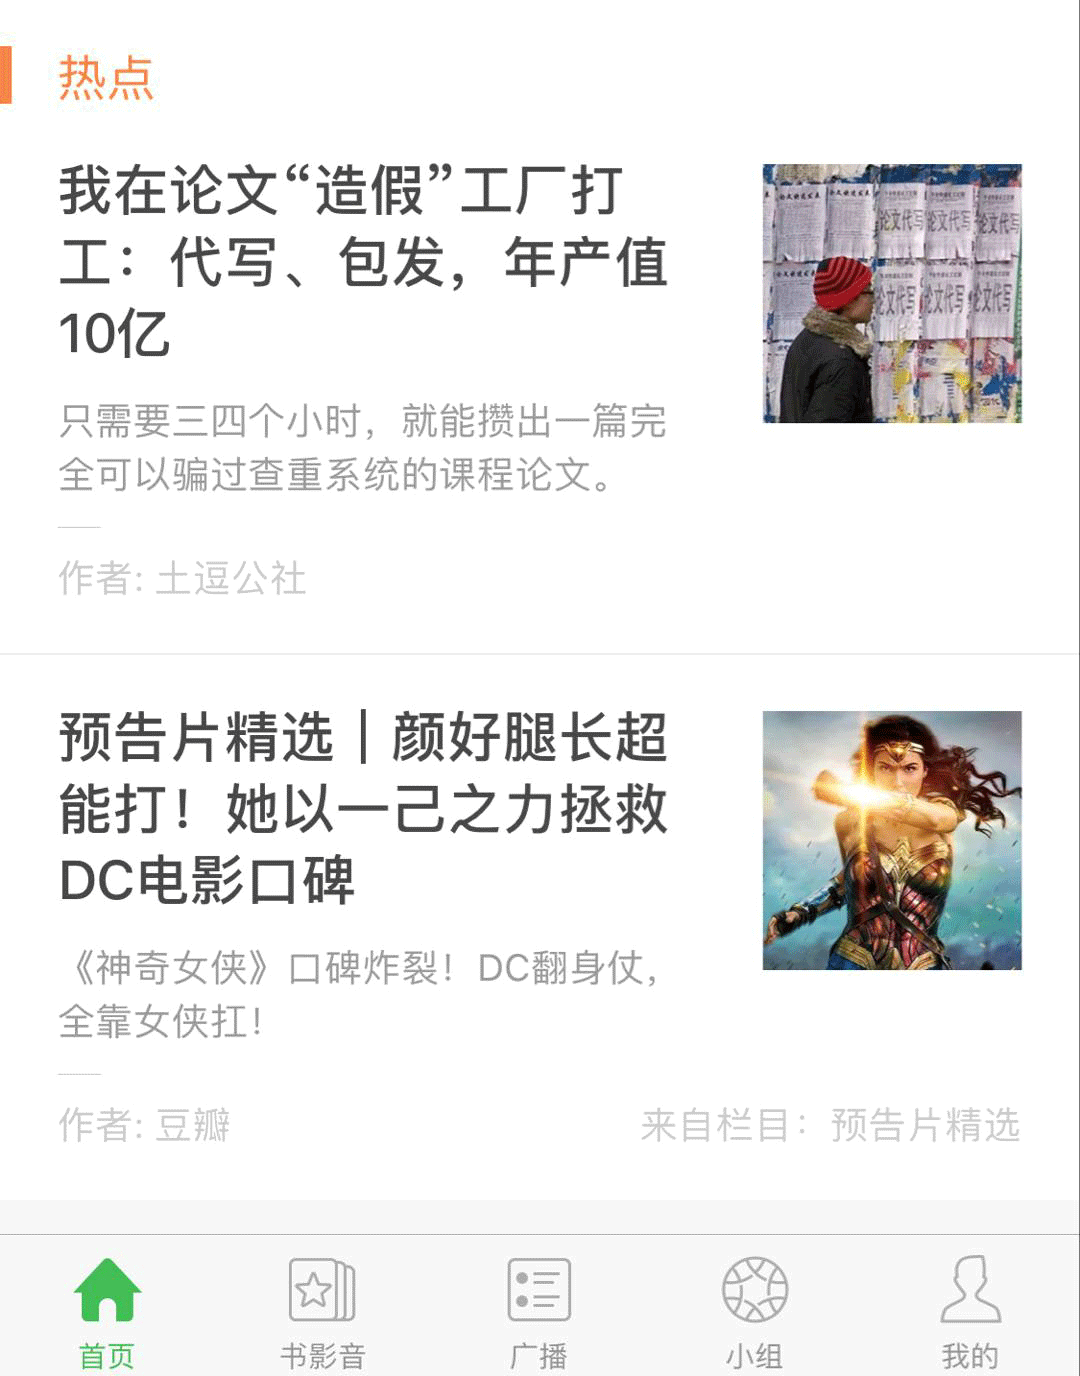 热点
我在论文“造假”工厂打
工：代写、包发，年产值
10亿
只需要三四个小时，就能攒出一篇完
全可以骗过查重系统的课程论文。
作者: 土逗公社
论文代写
论文代写
论文代写
论文代写
论文代写
论文代写
预告片精选｜颜好腿长超
能打！她以一己之力拯救
DC电影口碑
《神奇女侠》口碑炸裂！DC翻身仗，
全靠女侠扛！
作者: 豆瓣
来自栏目：预告片精选
首页
书影音
广播
小组
我的